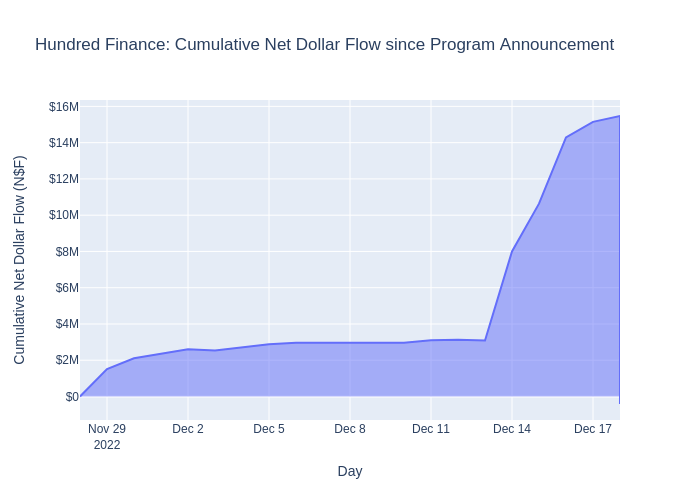 Hundred Finance: Cumulative Net Dollar Flow since Program Announcement
Cumulative Net Dollar Flow (N$F)
$16M
$14M
$12M
$10M
$8M
$6M
$4M
$2M
$0
Nov 29
2022
Dec 2
Dec 5
Dec 8
Dec 11
Dec 14
Dec 17
Day